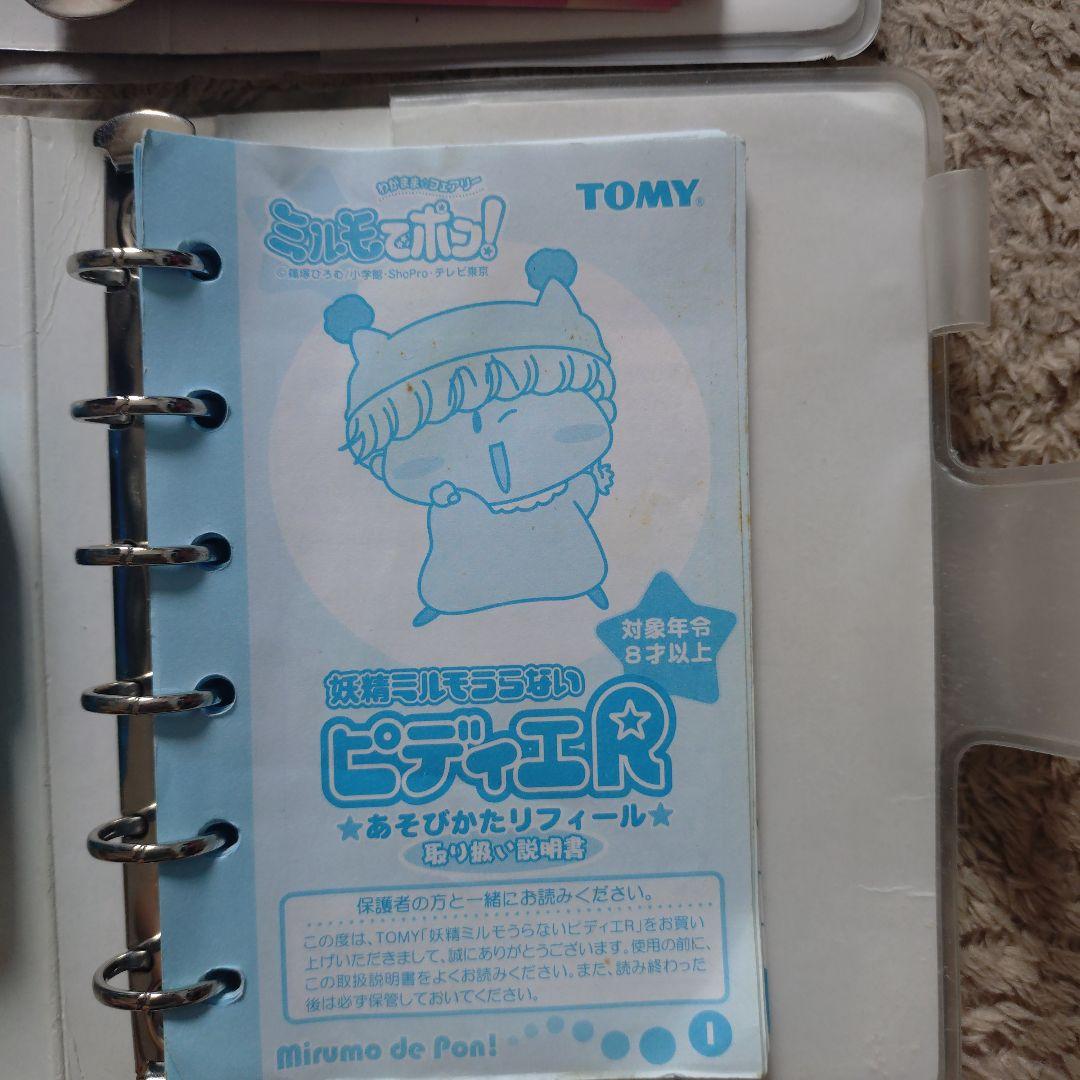 わがまま☆フェアリー
ミルモでポン!
©篠塚ひろむ/小学館・ShoPro・テレビ東京
TOMY®
対象年令
8才以上
妖精ミルモうらない
ピディエR
★あそびかたリフィール★
取り扱い説明書
保護者の方と一緒にお読みください。
この度は、TOMY「妖精ミルモうらないピディエR」をお買い
上げいただきまして、誠にありがとうございます。使用の前に、
この取扱説明書をよくお読みください。また、読み終わった
後は必ず保管しておいてください。
Mirumo de Pon!
1